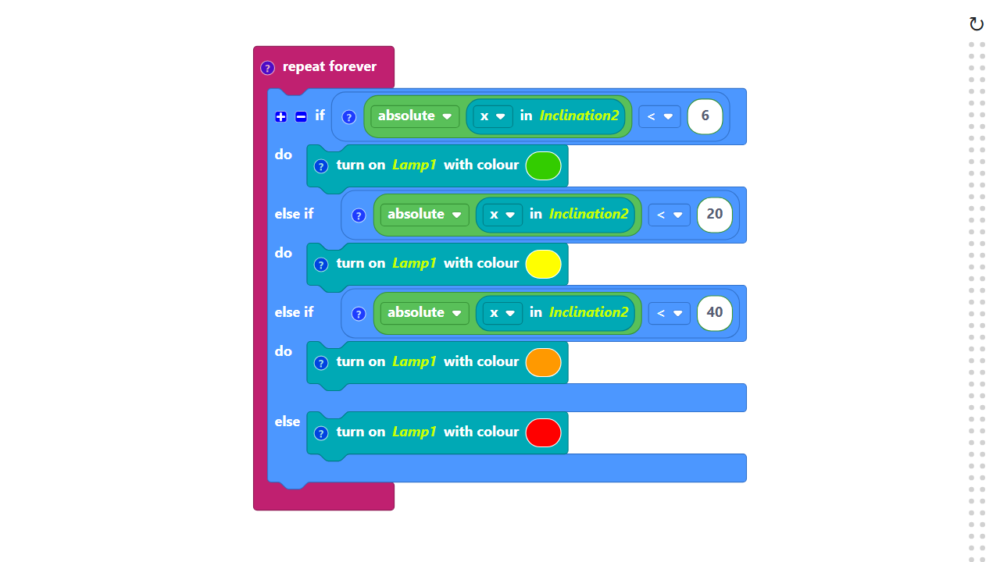 repeat forever
if absolute x in Inclination2 < 6
do turn on Lamp1 with colour
else if absolute x in Inclination2 < 20
do turn on Lamp1 with colour
else if absolute x in Inclination2 < 40
do turn on Lamp1 with colour
else turn on Lamp1 with colour